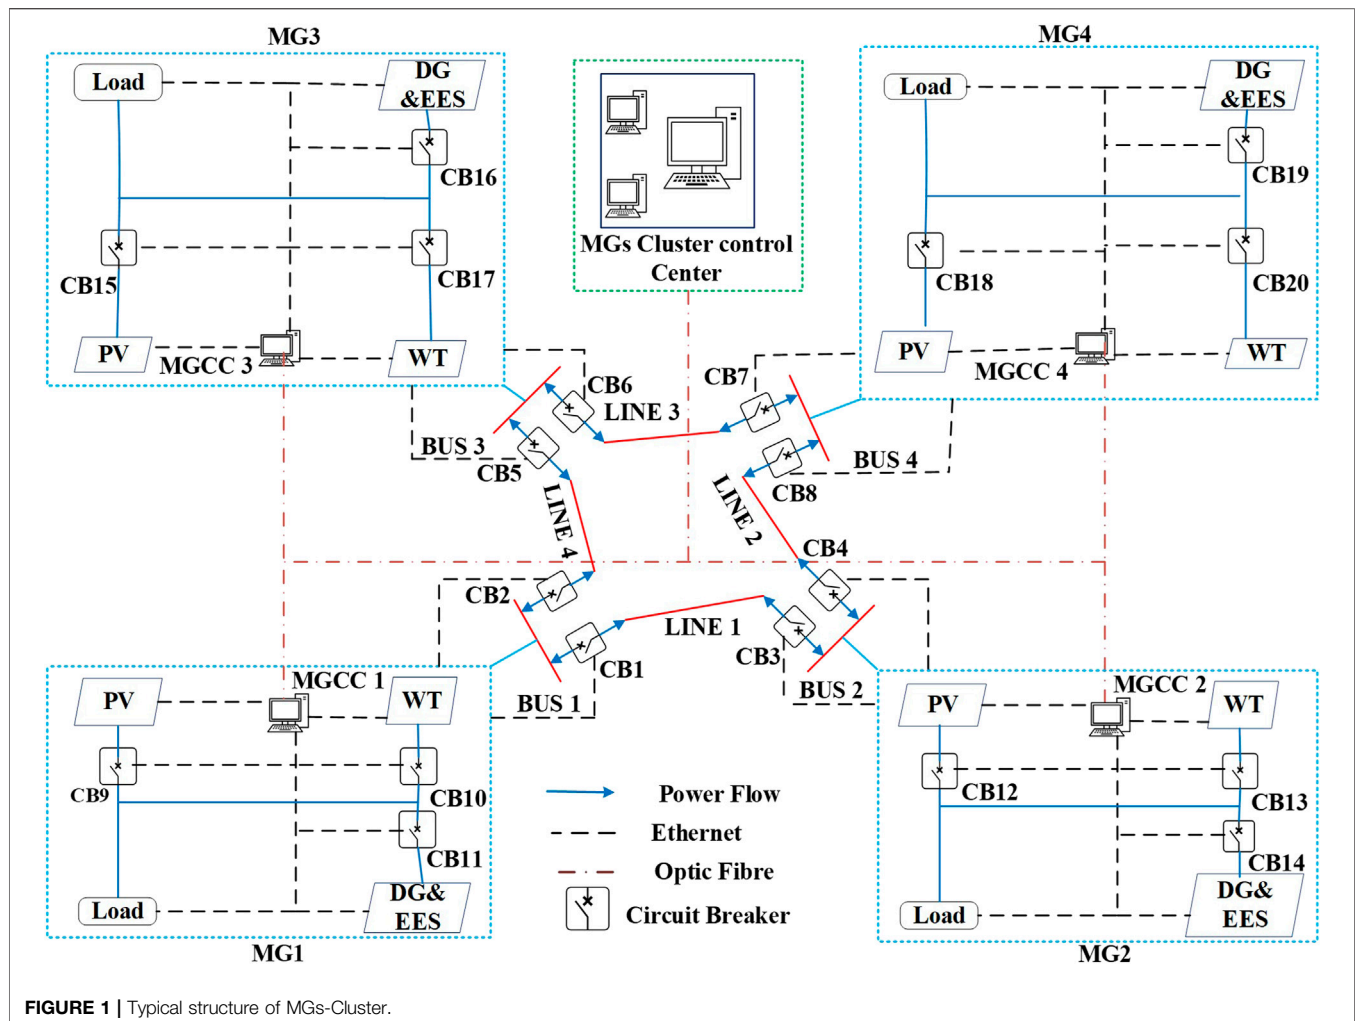 MG3
MG4
Load
DG
&EES
CB16
CB15
CB17
PV
MGCC 3
WT
MGs Cluster control
Center
Load
DG
&EES
CB19
CB18
CB20
PV
MGCC 4
WT
CB6
CB7
LINE 3
BUS 3
CB5
BUS 4
CB8
LINE 4
LINE 2
CB2
CB4
LINE 1
CB1
CB3
BUS 1
BUS 2
PV
MGCC 1
WT
CB9
CB10
CB11
Load
DG&
EES
MG1
PV
MGCC 2
WT
CB12
CB13
CB14
Load
DG&
EES
MG2
Power Flow
Ethernet
Optic Fibre
Circuit Breaker
FIGURE 1 | Typical structure of MGs-Cluster.